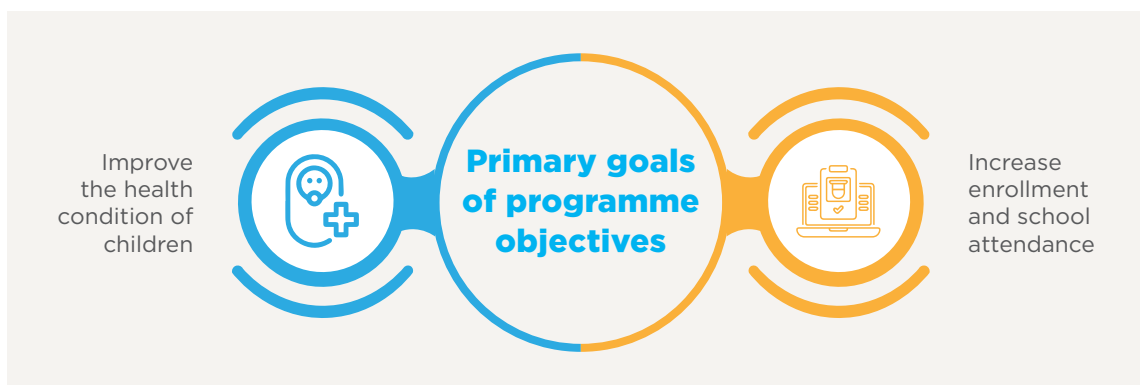 Improve
the health
condition of
children
Primary goals
of programme
objectives
Increase
enrollment
and school
attendance